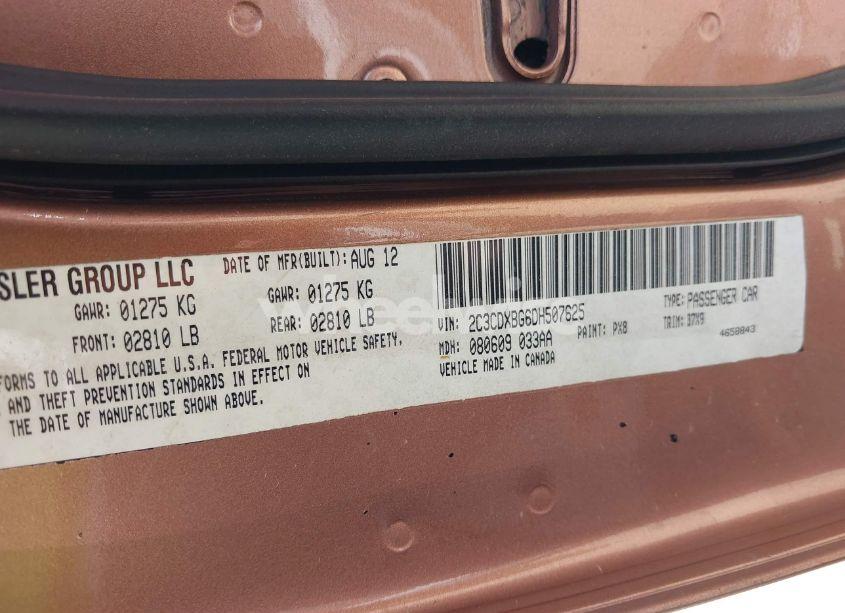 SLER GROUP LLC
DATE OF MFR(BUILT): AUG 12
GAWR: 01275 KG
GAWR: 01275 KG
FRONT: 02810 LB
REAR: 02810 LB
FORMS TO ALL APPLICABLE U.S.A. FEDERAL MOTOR VEHICLE SAFETY,
AND THEFT PREVENTION STANDARDS IN EFFECT ON
THE DATE OF MANUFACTURE SHOWN ABOVE.
VIN: 2C3CDXBG6DH507625
TYPE: PASSENGER CAR
MDH: 080609 033AA
PAINT: PX8
TRIM: B7X9
VEHICLE MADE IN CANADA
4658843